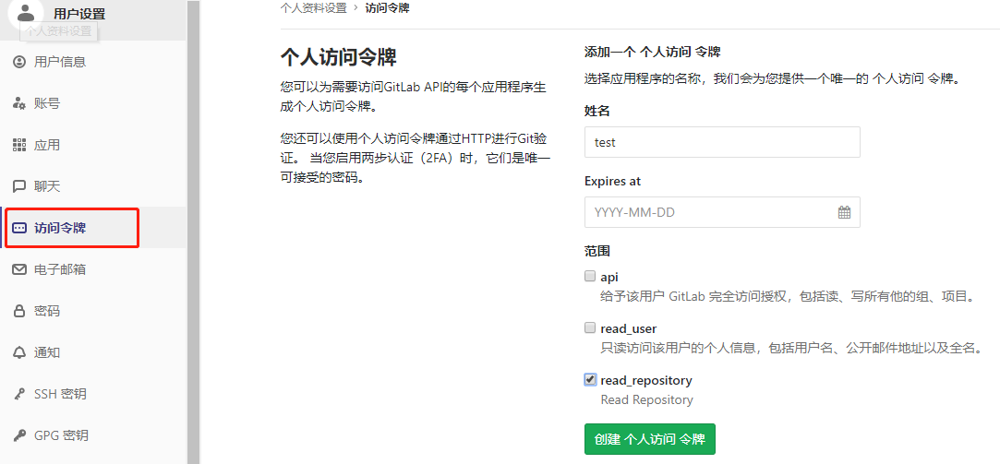 用户设置
个人资料设置
用户信息
账号
应用
聊天
访问令牌
电子邮箱
密码
通知
SSH 密钥
GPG 密钥
个人资料设置 › 访问令牌
个人访问令牌
您可以为需要访问GitLab API的每个应用程序生
成个人访问令牌。
您还可以使用个人访问令牌通过HTTP进行Git验
证。 当您启用两步认证（2FA）时，它们是唯一
可接受的密码。
添加一个 个人访问 令牌
选择应用程序的名称，我们会为您提供一个唯一的 个人访问 令牌。
姓名
test
Expires at
YYYY-MM-DD
范围
api
给予该用户 GitLab 完全访问授权，包括读、写所有他的组、项目。
read_user
只读访问该用户的个人信息，包括用户名、公开邮件地址以及全名。
read_repository
Read Repository
创建 个人访问 令牌